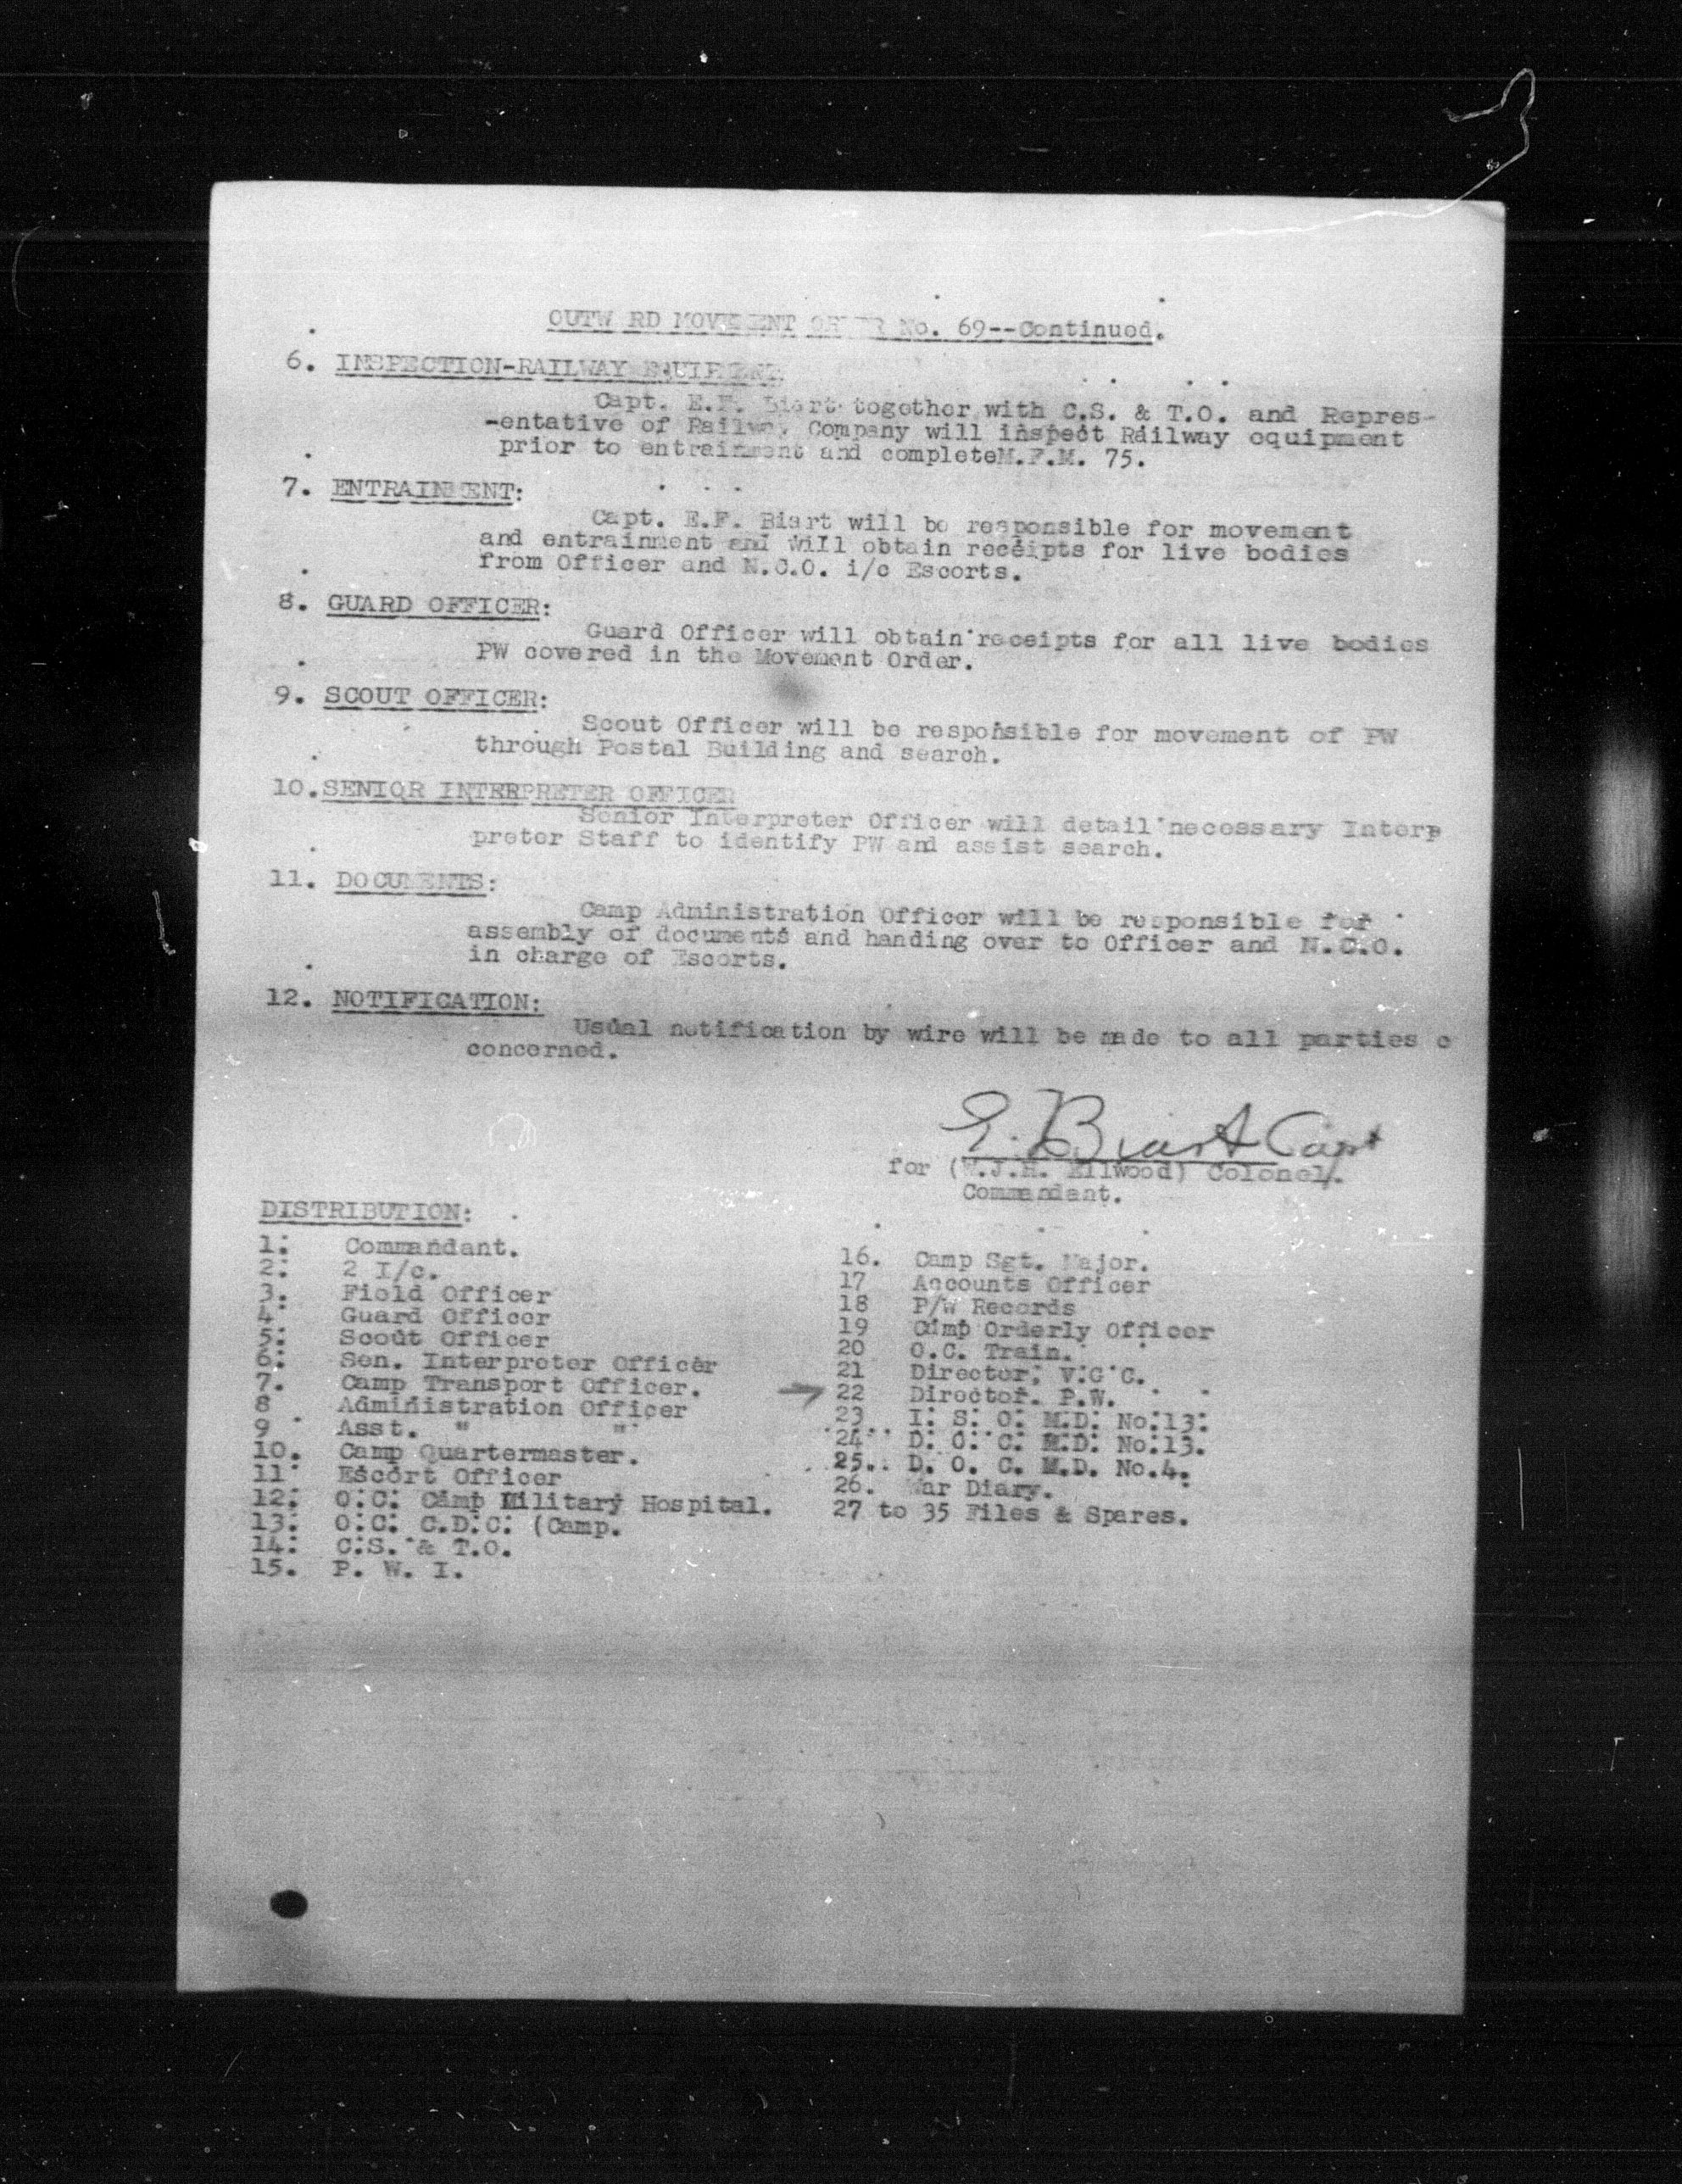 OUTW RD MOVEMENT ORDER No. 69--Continued.
6. INSPECTION-RAILWAY EQUIPMENT
Capt. E.F. Biart together with C.S. & T.O. and Repres-
-entative of Railway Company will inspect Railway equipment
prior to entrainment and completeM.F.M. 75.
7. ENTRAINMENT:
Capt. E.F. Biart will be responsible for movement
and entrainment and will obtain receipts for live bodies
from Officer and N.C.O. i/c Escorts.
8. GUARD OFFICER:
Guard Officer will obtain receipts for all live bodies
PW covered in the Movement Order.
9. SCOUT OFFICER:
Scout Officer will be responsible for movement of PW
through Postal Building and search.
10.SENIOR INTERPRETER OFFICER
Senior Interpreter Officer will detail necessary Interp
preter Staff to identify PW and assist search.
11. DOCUMENTS:
Camp Administration Officer will be responsible for
assembly of documents and handing over to Officer and N.C.O.
in charge of Escorts.
12. NOTIFICATION:
Usual notification by wire will be made to all parties c
concerned.
E. Biart Capt
for (W.J.H. Ellwood) Colonel.
Commandant.
DISTRIBUTION:
1: Commandant.
2: 2 I/c.
3. Field Officer
4 Guard Officer
5: Scout Officer
6: Sen. Interpreter Officer
7. Camp Transport Officer.
8 Administration Officer
9 Asst. " "
10. Camp Quartermaster.
11 Escort Officer
12: O:C: Camp Military Hospital.
13: O:C: C.D.C: (Camp.
14: C:S. & T.O.
15. P. W. I.
16. Camp Sgt. Major.
17 Accounts Officer
18 P/W Records
19 Camp Orderly Officer
20 O.C. Train.
21 Director, V.G C.
22 Director. P.W.
23 I: S: O: M.D: No:13:
24 D: O: C: M.D: No:13.
25.. D. O. C. M.D. No.4.
26. War Diary.
27 to 35 Files & Spares.